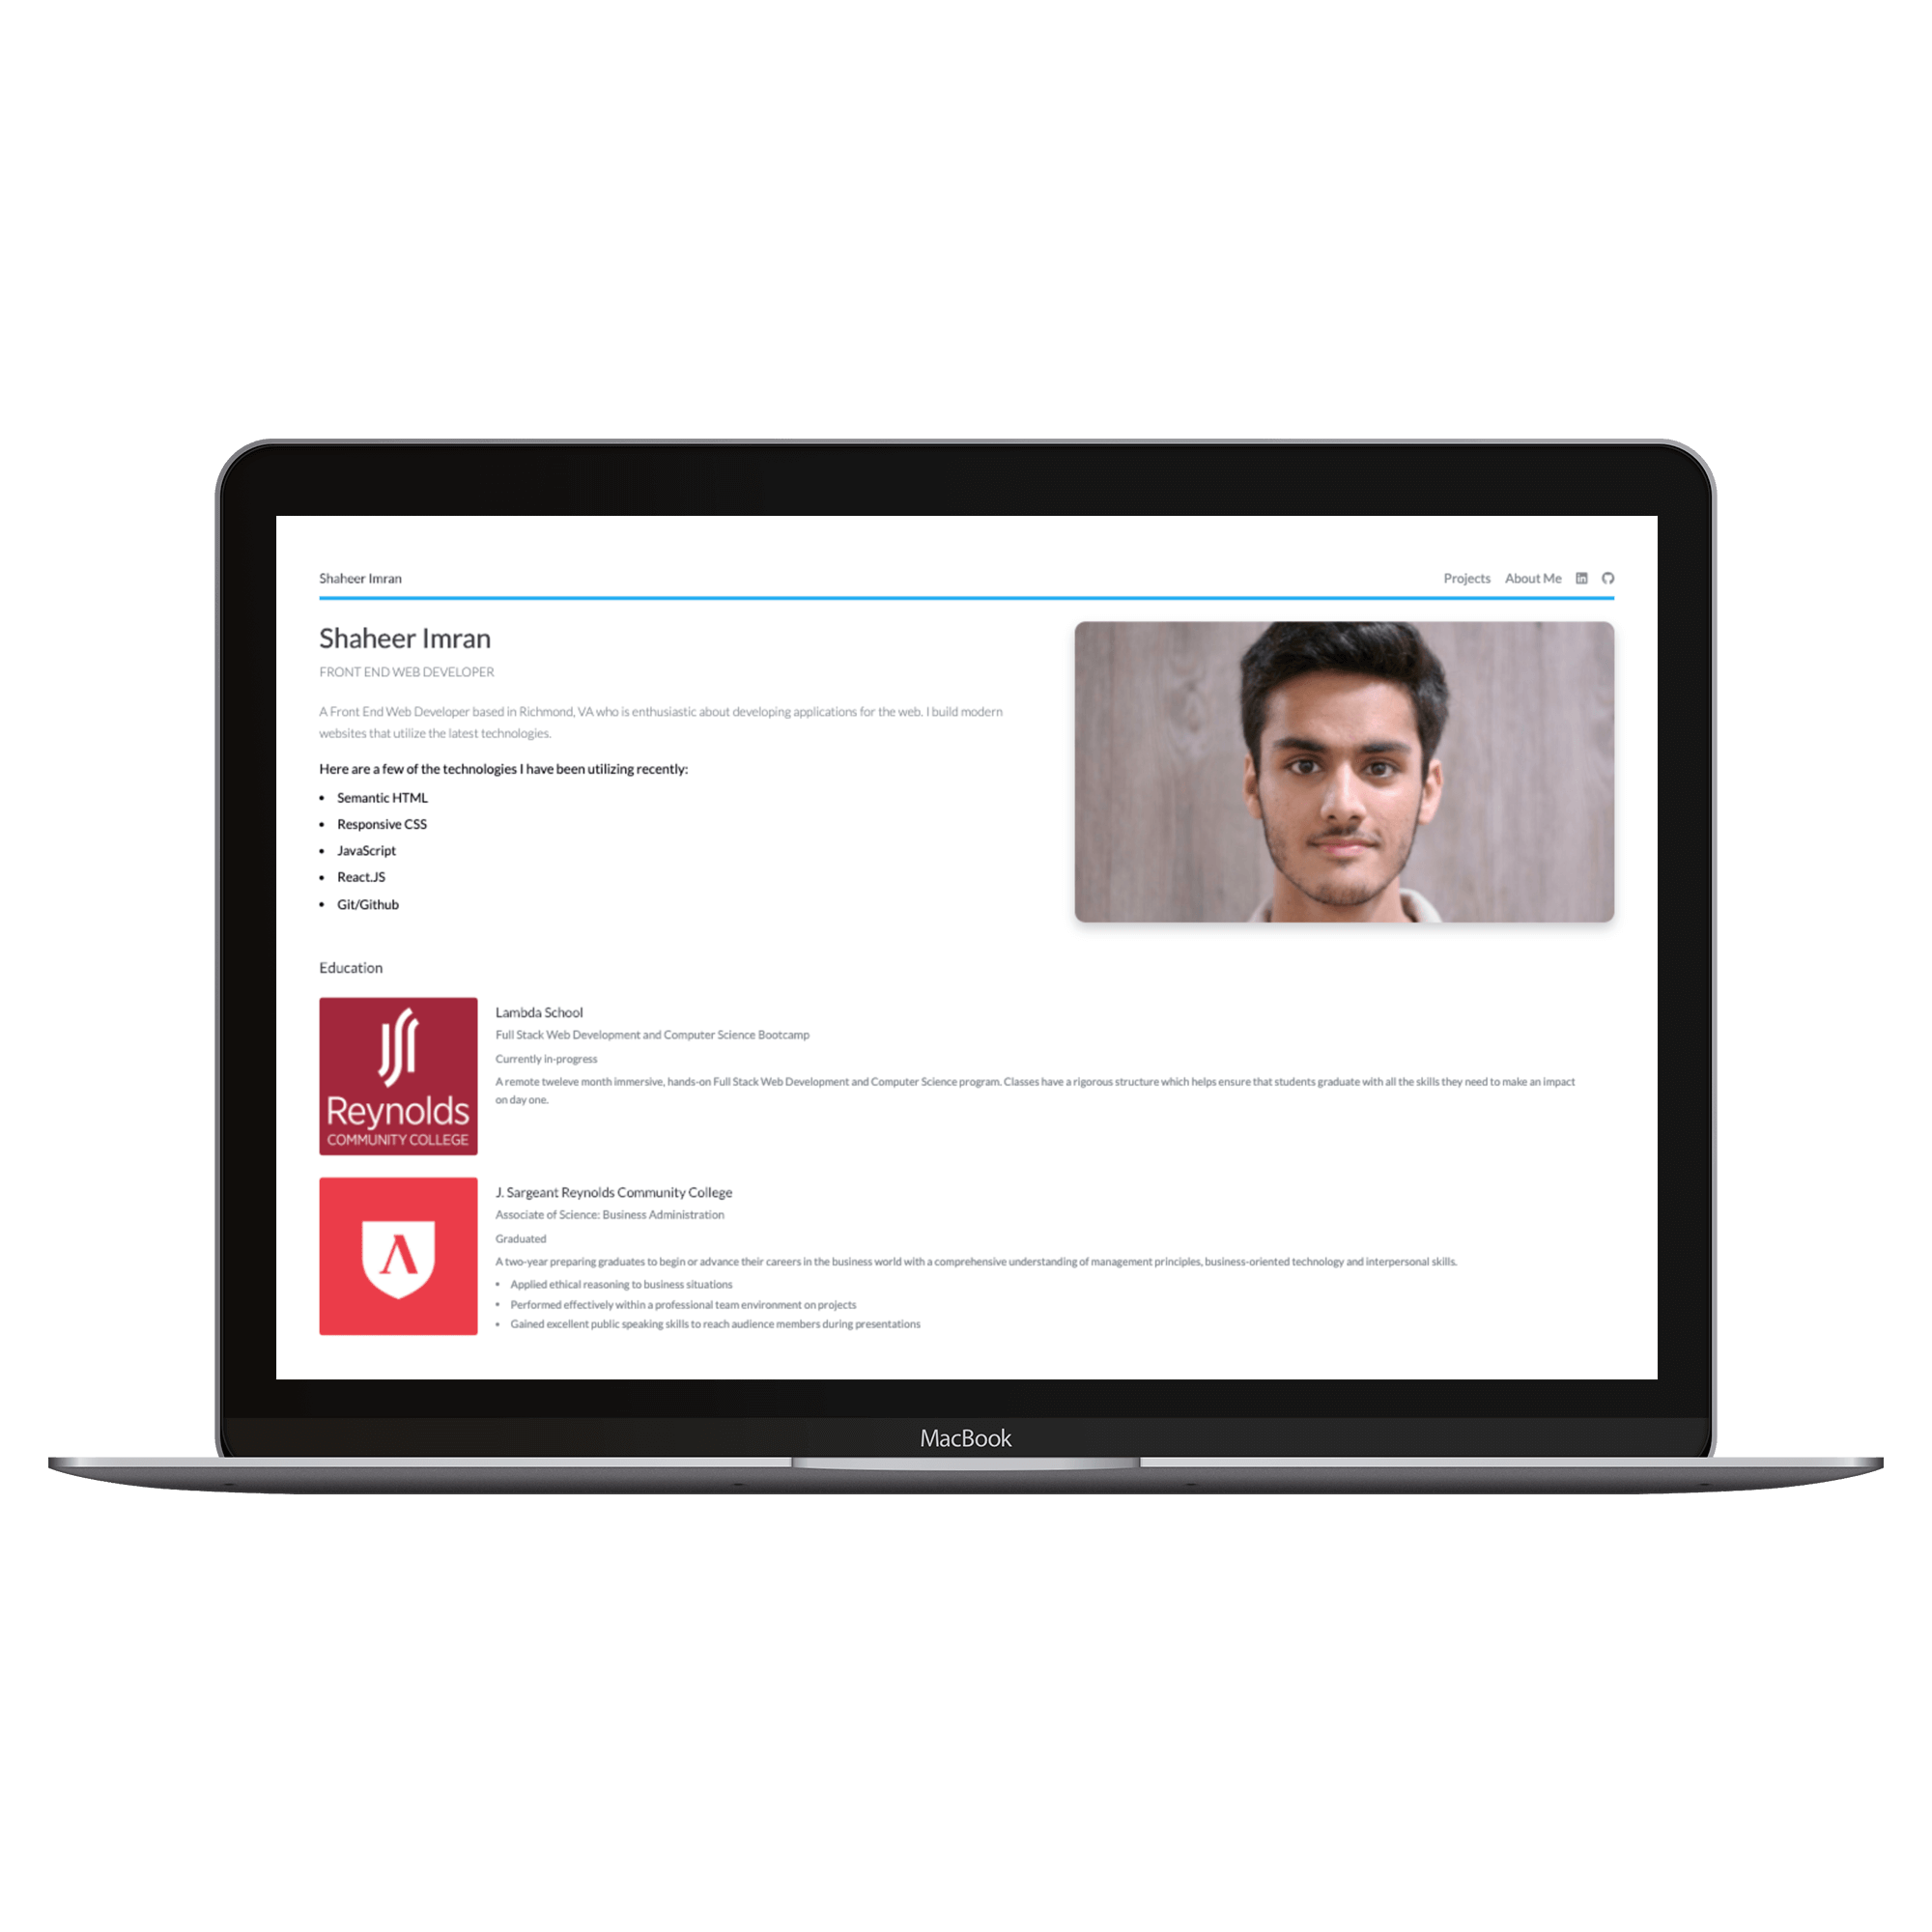 Shaheer Imran
Projects About Me
Shaheer Imran
FRONT END WEB DEVELOPER
A Front End Web Developer based in Richmond, VA who is enthusiastic about developing applications for the web. I build modern
websites that utilize the latest technologies.
Here are a few of the technologies I have been utilizing recently:
• Semantic HTML
• Responsive CSS
• JavaScript
• React.JS
• Git/Github
Education
Reynolds
COMMUNITY COLLEGE
Lambda School
Full Stack Web Development and Computer Science Bootcamp
Currently in-progress
A remote tweleve month immersive, hands-on Full Stack Web Development and Computer Science program. Classes have a rigorous structure which helps ensure that students graduate with all the skills they need to make an impact
on day one.
J. Sargeant Reynolds Community College
Associate of Science: Business Administration
Graduated
A two-year preparing graduates to begin or advance their careers in the business world with a comprehensive understanding of management principles, business-oriented technology and interpersonal skills.
• Applied ethical reasoning to business situations
• Performed effectively within a professional team environment on projects
• Gained excellent public speaking skills to reach audience members during presentations
MacBook